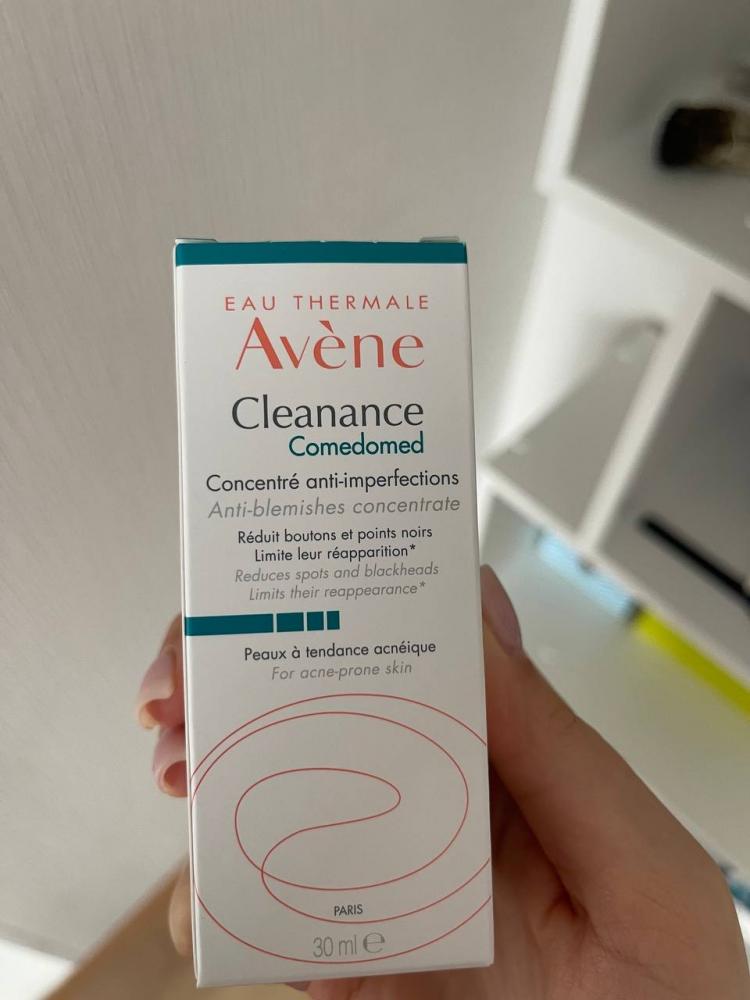 EAU THERMALE
Avène
Cleanance
Comedomed
Concentré anti-imperfections
Anti-blemishes concentrate
Réduit boutons et points noirs
Limite leur réapparition*
Reduces spots and blackheads
Limits their reappearance*
Peaux à tendance acnéique
For acne-prone skin
PARIS
30 ml ℮